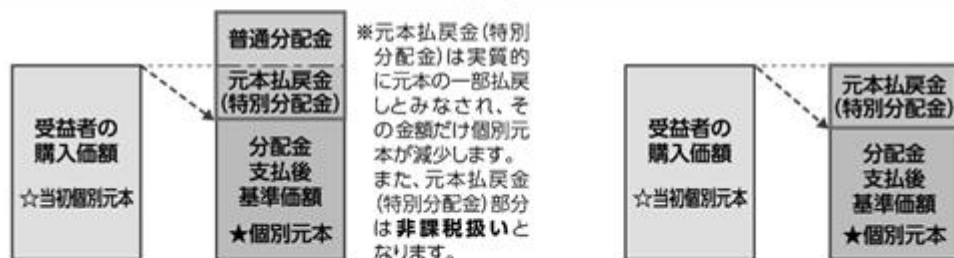 普通分配金
元本払戻金
(特別分配金)
受益者の
購入価額
☆当初個別元本
分配金
支払後
基準価額
★個別元本
※元本払戻金(特別
分配金)は実質的
に元本の一部払戻
しとみなされ、そ
の金額だけ個別元
本が減少します。
また、元本払戻金
(特別分配金)部分
は非課税扱いと
なります。
受益者の
購入価額
☆当初個別元本
元本払戻金
(特別分配金)
分配金
支払後
基準価額
★個別元本